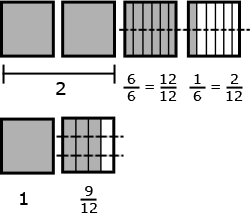 2
6/6 = 12/12
1/6 = 2/12
1
9/12